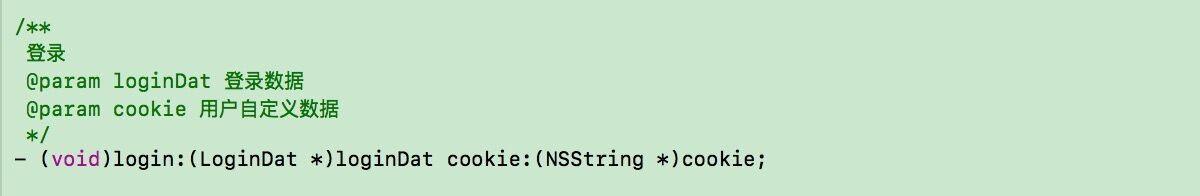 /**
登录
@param loginDat 登录数据
@param cookie 用户自定义数据
*/
- (void)login:(LoginDat *)loginDat cookie:(NSString *)cookie;